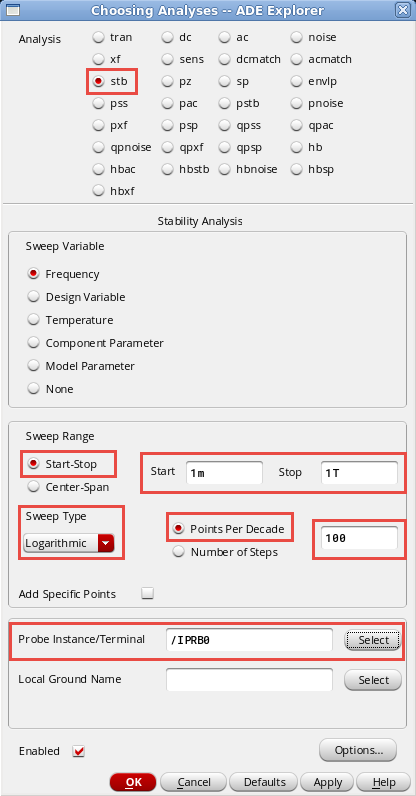 Choosing Analyses -- ADE Explorer
Analysis tran dc ac noise
xf sens dcmatch acmatch
stb pz sp envlp
pss pac pstb pnoise
pxf psp qpss qpac
qpnoise qpxf qpsp hb
hbac hbstb hbnoise hbsp
hbxf
Stability Analysis
Sweep Variable
Frequency
Design Variable
Temperature
Component Parameter
Model Parameter
None
Sweep Range
Start-Stop Start 1m Stop 1T
Center-Span
Sweep Type
Logarithmic Points Per Decade 100
Number of Steps
Add Specific Points
Probe Instance/Terminal /IPRB0 Select
Local Ground Name Select
Enabled Options...
OK Cancel Defaults Apply Help